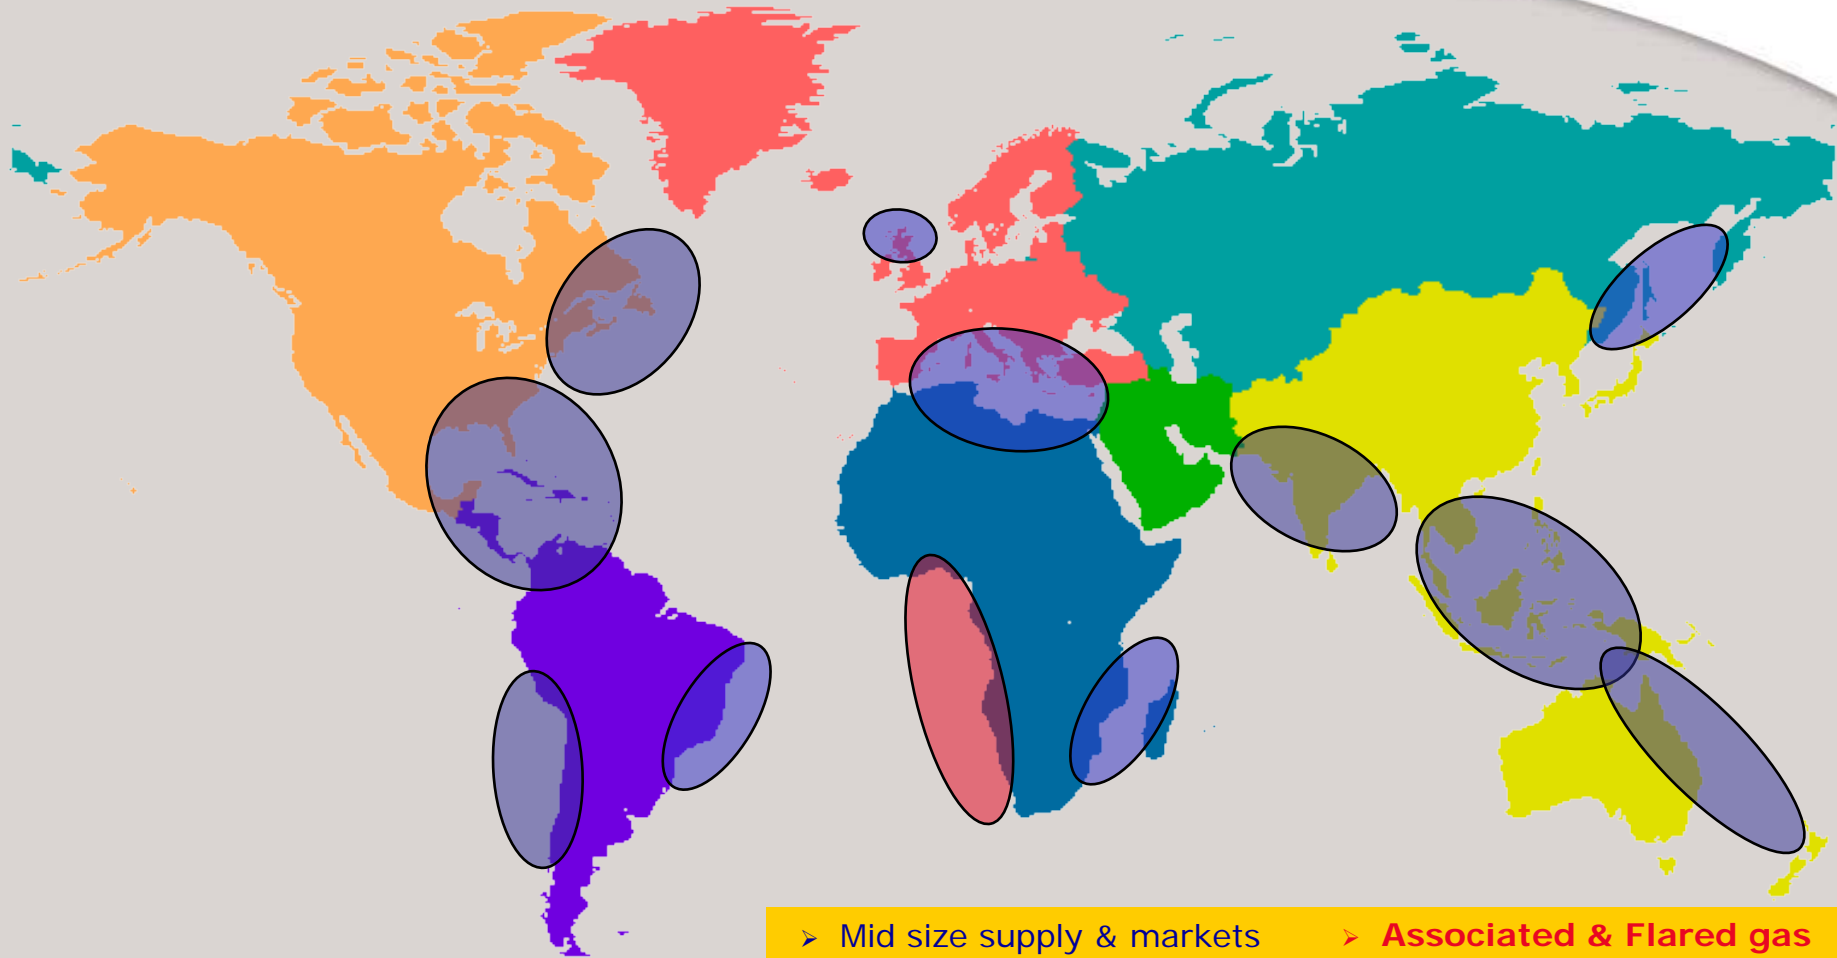 ➢ Mid size supply & markets ➢ Associated & Flared gas